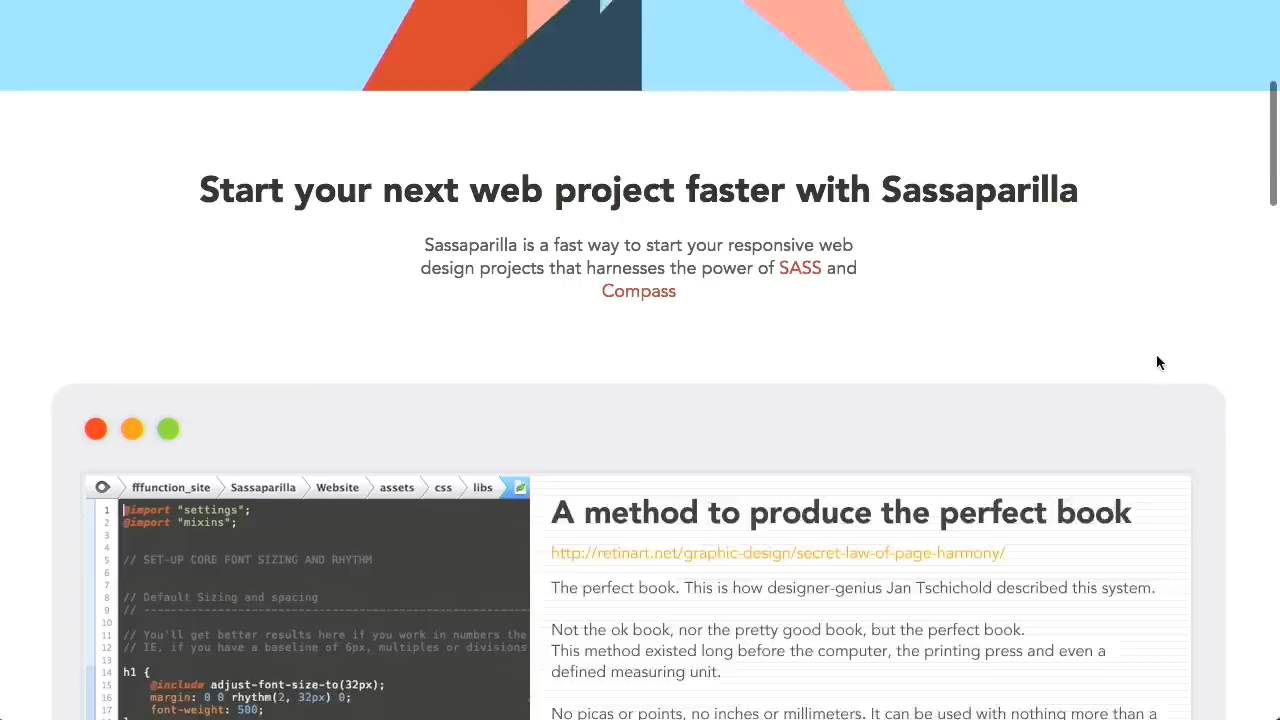 Start your next web project faster with Sassaparilla
Sassaparilla is a fast way to start your responsive web
design projects that harnesses the power of SASS and
Compass
fffunction_site Sassaparilla Website assets css libs
1 @import "settings";
2 @import "mixins";
3
4
5 // SET-UP CORE FONT SIZING AND RHYTHM
6
7
8 // Default Sizing and spacing
9 // ----------------------------------------------------
10
11 // You'll get better results here if you work in numbers the
12 // IE, if you have a baseline of 6px, multiples or divisions
13
14 h1 {
15 @include adjust-font-size-to(32px);
16 margin: 0 0 rhythm(2, 32px) 0;
17 font-weight: 500;
A method to produce the perfect book
http://retinart.net/graphic-design/secret-law-of-page-harmony/
The perfect book. This is how designer-genius Jan Tschichold described this system.
Not the ok book, nor the pretty good book, but the perfect book.
This method existed long before the computer, the printing press and even a
defined measuring unit.
No picas or points, no inches or millimeters. It can be used with nothing more than a